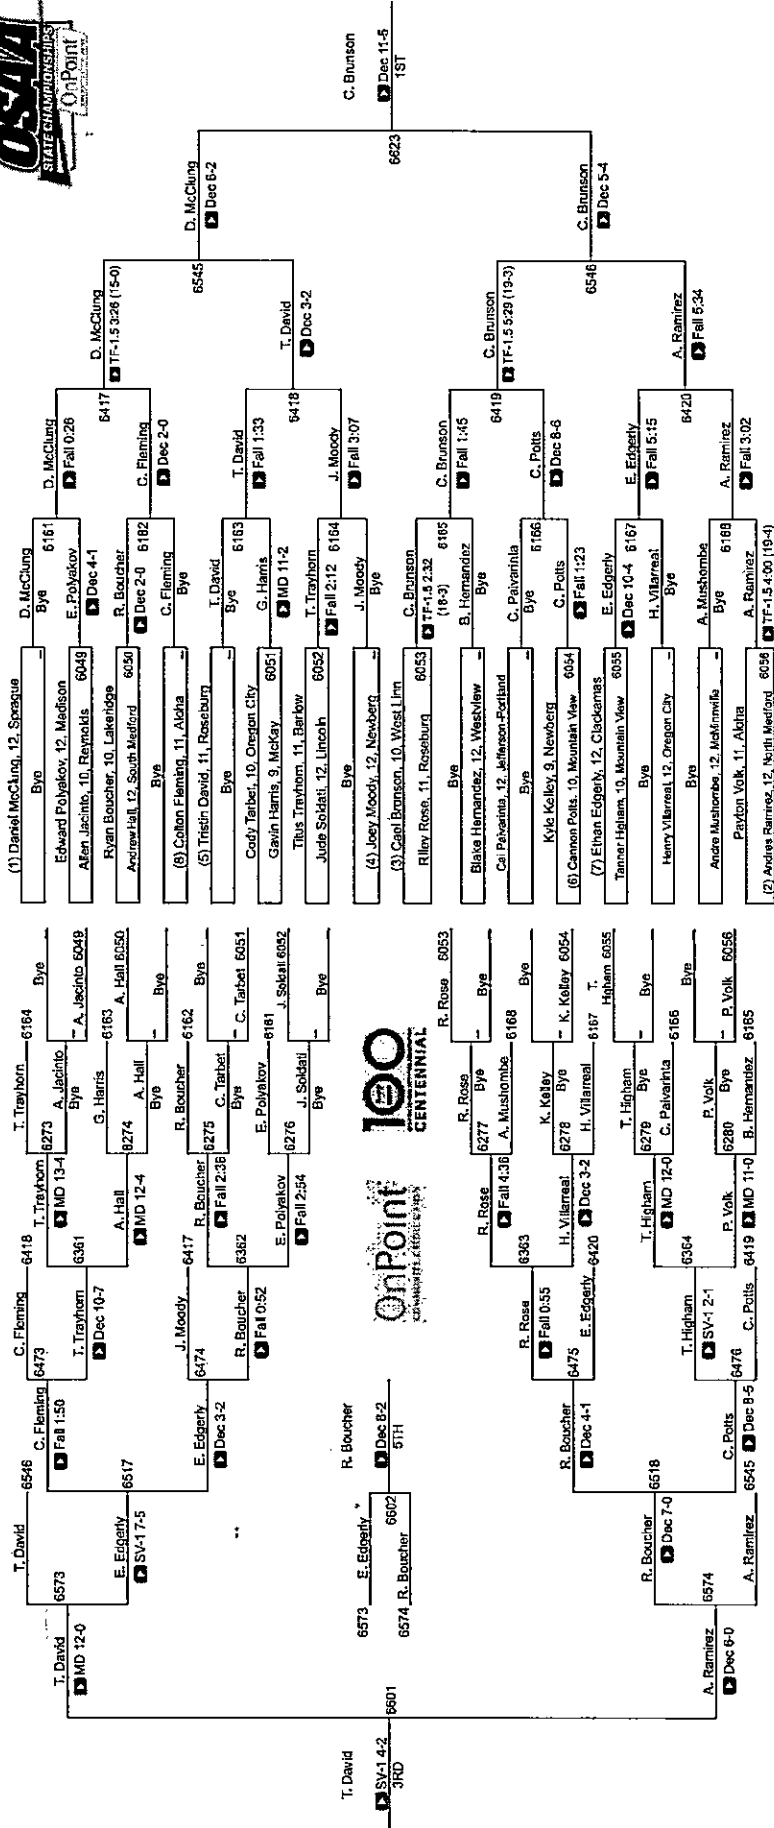 OSAA
STATE CHAMPIONSHIPS
OnPoint
(1) Daniel McClung, 12, Sprague
Bye
Edward Polyakov, 12, Madison
Allen Jacinto, 10, Reynolds
6049
Ryan Boucher, 10, Lakeridge
Andrew Hall, 12, South Medford
6050
Bye
(8) Colton Fleming, 11, Aloha
(5) Tristin David, 11, Roseburg
Bye
Cody Tarbet, 10, Oregon City
Gavin Harris, 9, McKay
6051
Titus Trayhorn, 11, Barlow
Jude Soldati, 12, Lincoln
6052
Bye
(4) Joey Moody, 12, Newberg
(3) Cael Brunson, 10, West Linn
Riley Rose, 11, Roseburg
6053
Bye
Blake Hernandez, 12, Westview
Cai Paivarinta, 12, Jefferson-Portland
Bye
Kyle Kelley, 9, Newberg
(6) Cannon Potts, 10, Mountain View
6054
(7) Ethan Edgerly, 12, Clackamas
Tanner Higham, 10, Mountain View
6055
Bye
Henry Villarreal, 12, Oregon City
Andre Mushombe, 12, McMinnville
Bye
Payton Volk, 11, Aloha
(2) Andres Ramirez, 12, North Medford
6056
D. McClung
Bye
6161
E. Polyakov
Dec 4-1
R. Boucher
Dec 2-0
6162
C. Fleming
Bye
T. David
Bye
6163
G. Harris
MD 11-2
T. Trayhorn
Fall 2:12
6164
J. Moody
Bye
C. Brunson
TF-1.5 2:32
(18-3)
6165
B. Hernandez
Bye
C. Paivarinta
Bye
6166
C. Potts
Fall 1:23
E. Edgerly
Dec 10-4
6167
H. Villarreal
Bye
A. Mushombe
Bye
6168
A. Ramirez
TF-1.5 4:00 (19-4)
D. McClung
Fall 0:26
6417
C. Fleming
Dec 2-0
T. David
Fall 1:33
6418
J. Moody
Fall 3:07
C. Brunson
Fall 1:45
6419
C. Potts
Dec 8-6
E. Edgerly
Fall 5:15
6420
A. Ramirez
Fall 3:02
D. McClung
TF-1.5 3:26 (15-0)
6545
T. David
Dec 3-2
C. Brunson
TF-1.5 5:29 (19-3)
6546
A. Ramirez
Fall 5:34
D. McClung
Dec 6-2
6623
C. Brunson
Dec 5-4
C. Brunson
Dec 11-5
1ST
Bye
A. Jacinto 6049
A. Hall 6050
Bye
Bye
C. Tarbet 6051
J. Soldati 6052
Bye
R. Rose 6053
Bye
Bye
K. Kelley 6054
T.
Higham 6055
Bye
Bye
P. Volk 6056
T. Trayhorn 6164
6273
A. Jacinto
Bye
G. Harris 6163
6274
A. Hall
Bye
R. Boucher 6162
6275
C. Tarbet
Bye
E. Polyakov 6161
6276
J. Soldati
Bye
R. Rose
Bye
6277
A. Mushombe 6168
K. Kelley
Bye
6278
H. Villarreal 6167
T. Higham
Bye
6279
C. Paivarinta 6166
P. Volk
Bye
6280
B. Hernandez 6165
T. Trayhorn
MD 13-4
6361
A. Hall
MD 12-4
R. Boucher
Fall 2:36
6362
E. Polyakov
Fall 2:54
R. Rose
Fall 4:36
6363
H. Villarreal
Dec 3-2
T. Higham
MD 12-0
6364
P. Volk
MD 11-0
C. Fleming 6418
6473
T. Trayhorn
Dec 10-7
J. Moody 6417
6474
R. Boucher
Fall 0:52
R. Rose
Fall 0:55
6475
E. Edgerly 6420
T. Higham
SV-1 2-1
6476
C. Potts 6419
C. Fleming
Fall 1:50
6517
E. Edgerly
Dec 3-2
R. Boucher
Dec 4-1
6518
C. Potts
Dec 8-5
T. David 6546
6573
E. Edgerly
SV-1 7-5
R. Boucher
Dec 7-0
6574
A. Ramirez 6545
T. David
MD 12-0
6601
A. Ramirez
Dec 6-0
T. David
SV-1 4-2
3RD
6573 E. Edgerly
6602
6574 R. Boucher
R. Boucher
Dec 8-2
5TH
OnPoint
COMMUNITY CREDIT UNION
100
CENTENNIAL